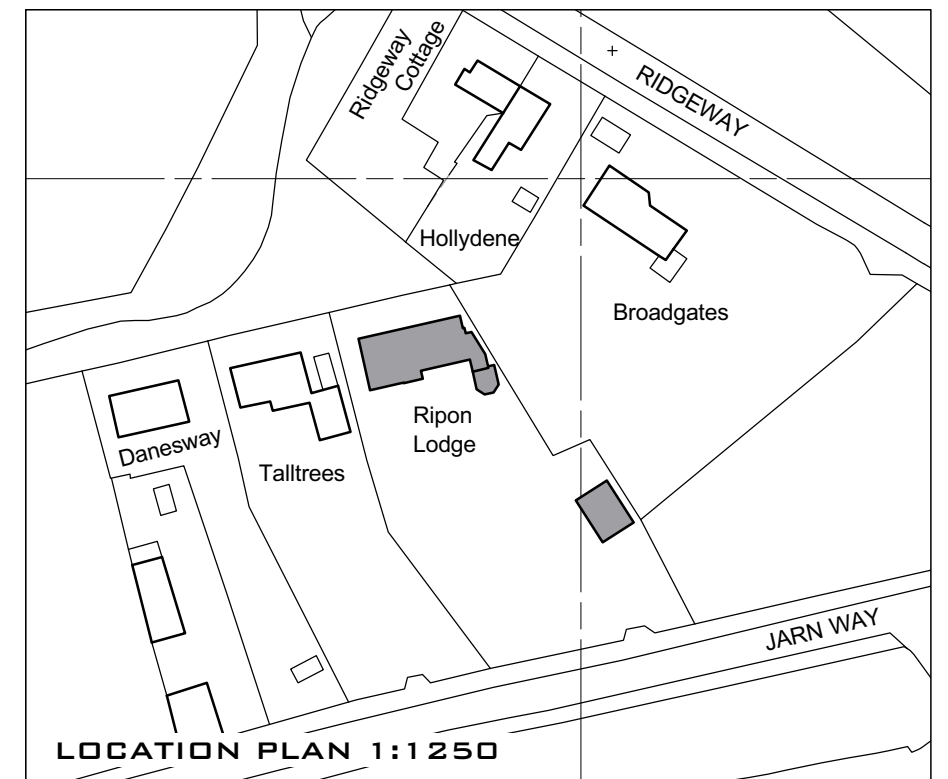 Ridgeway
Cottage
RIDGEWAY
Hollydene
Broadgates
Ripon
Lodge
Danesway
Talltrees
JARN WAY
LOCATION PLAN 1:1250